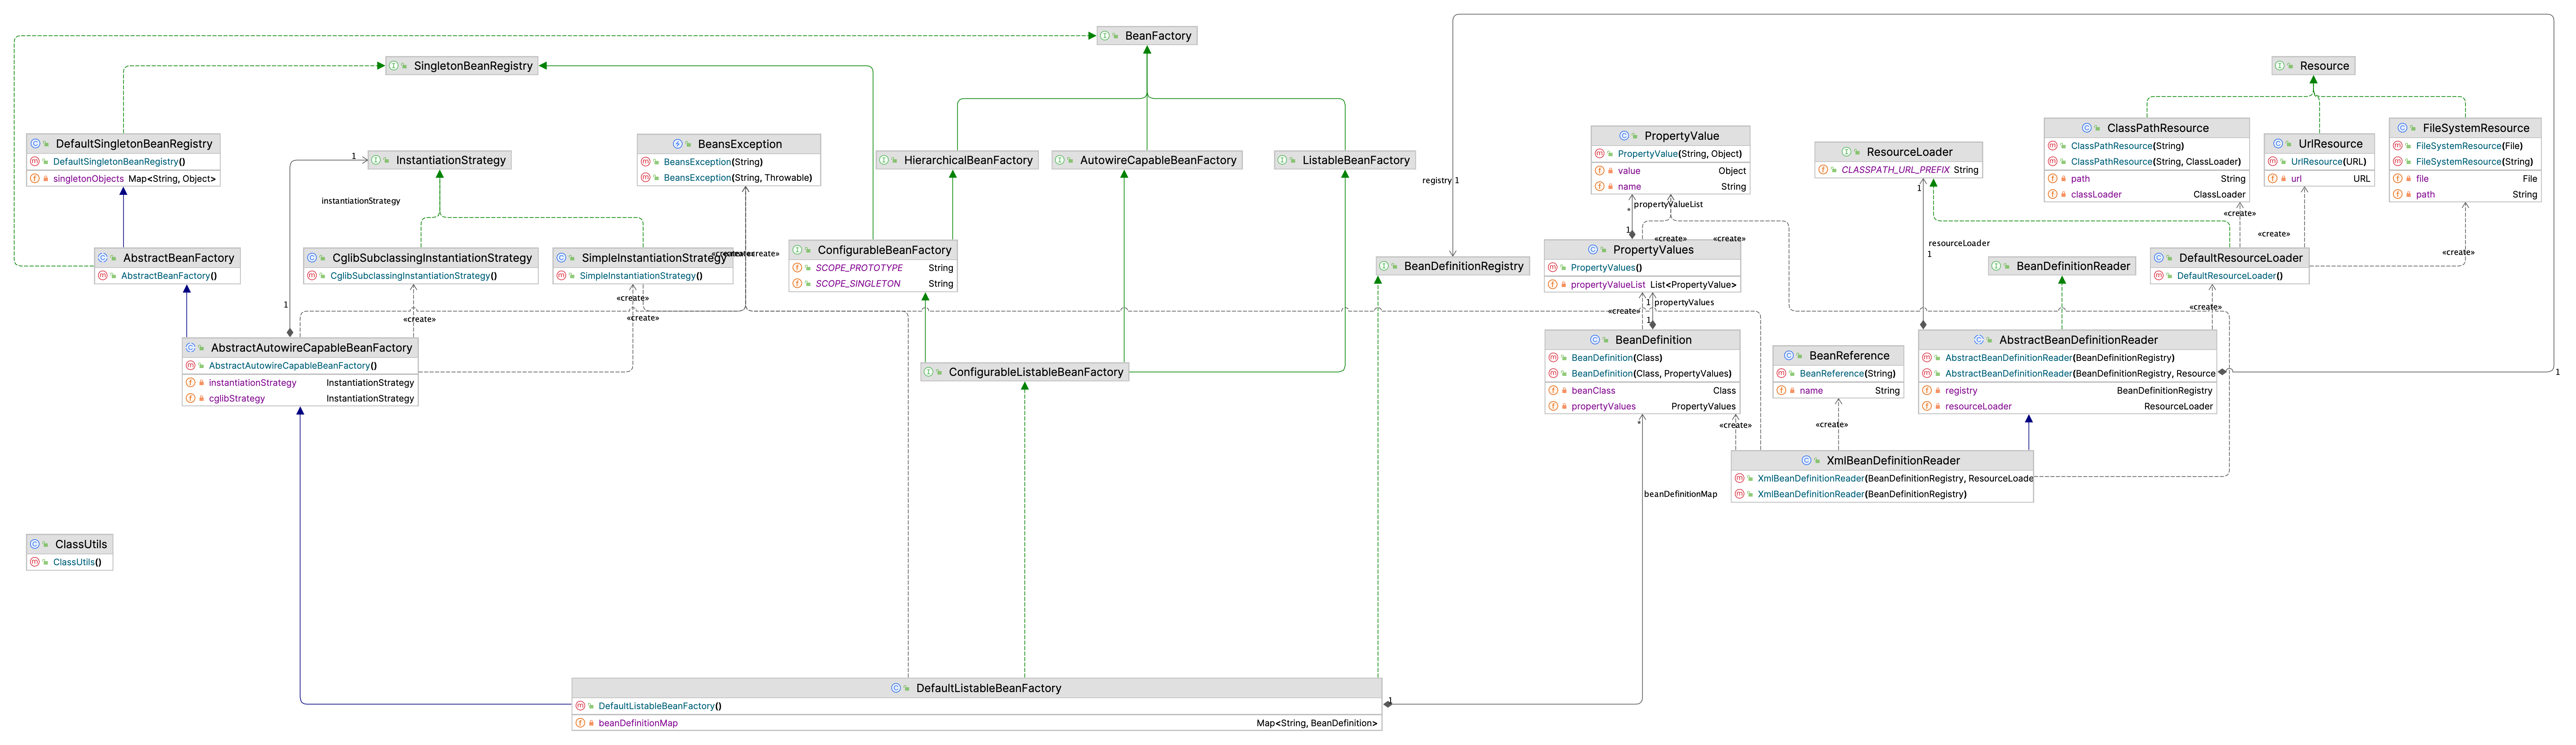 BeanFactory
SingletonBeanRegistry
Resource
DefaultSingletonBeanRegistry
DefaultSingletonBeanRegistry()
singletonObjects Map<String, Object>
1
InstantiationStrategy
instantiationStrategy
BeansException
BeansException(String)
BeansException(String, Throwable)
HierarchicalBeanFactory
AutowireCapableBeanFactory
ListableBeanFactory
registry 1
PropertyValue
PropertyValue(String, Object)
value Object
name String
* propertyValueList
1
«create»
«create»
ResourceLoader
CLASSPATH_URL_PREFIX String
1
ClassPathResource
ClassPathResource(String)
ClassPathResource(String, ClassLoader)
path String
classLoader ClassLoader
«create»
UrlResource
UrlResource(URL)
url URL
«create»
FileSystemResource
FileSystemResource(File)
FileSystemResource(String)
file File
path String
«create»
AbstractBeanFactory
AbstractBeanFactory()
CglibSubclassingInstantiationStrategy
CglibSubclassingInstantiationStrategy()
SimpleInstantiationStrategy
SimpleInstantiationStrategy()
«create»
ConfigurableBeanFactory
SCOPE_PROTOTYPE String
SCOPE_SINGLETON String
BeanDefinitionRegistry
PropertyValues
PropertyValues()
propertyValueList List<PropertyValue>
1 propertyValues
«create»
1
resourceLoader
1
BeanDefinitionReader
DefaultResourceLoader
DefaultResourceLoader()
«create»
1
«create»
«create»
«create»
AbstractAutowireCapableBeanFactory
AbstractAutowireCapableBeanFactory()
instantiationStrategy InstantiationStrategy
cglibStrategy InstantiationStrategy
ConfigurableListableBeanFactory
BeanDefinition
BeanDefinition(Class)
BeanDefinition(Class, PropertyValues)
beanClass Class
propertyValues PropertyValues
*
BeanReference
BeanReference(String)
name String
AbstractBeanDefinitionReader
AbstractBeanDefinitionReader(BeanDefinitionRegistry)
AbstractBeanDefinitionReader(BeanDefinitionRegistry, Resource
registry BeanDefinitionRegistry
resourceLoader ResourceLoader
1
«create»
«create»
XmlBeanDefinitionReader
XmlBeanDefinitionReader(BeanDefinitionRegistry, ResourceLoade
XmlBeanDefinitionReader(BeanDefinitionRegistry)
beanDefinitionMap
ClassUtils
ClassUtils()
DefaultListableBeanFactory
DefaultListableBeanFactory()
beanDefinitionMap Map<String, BeanDefinition>
1